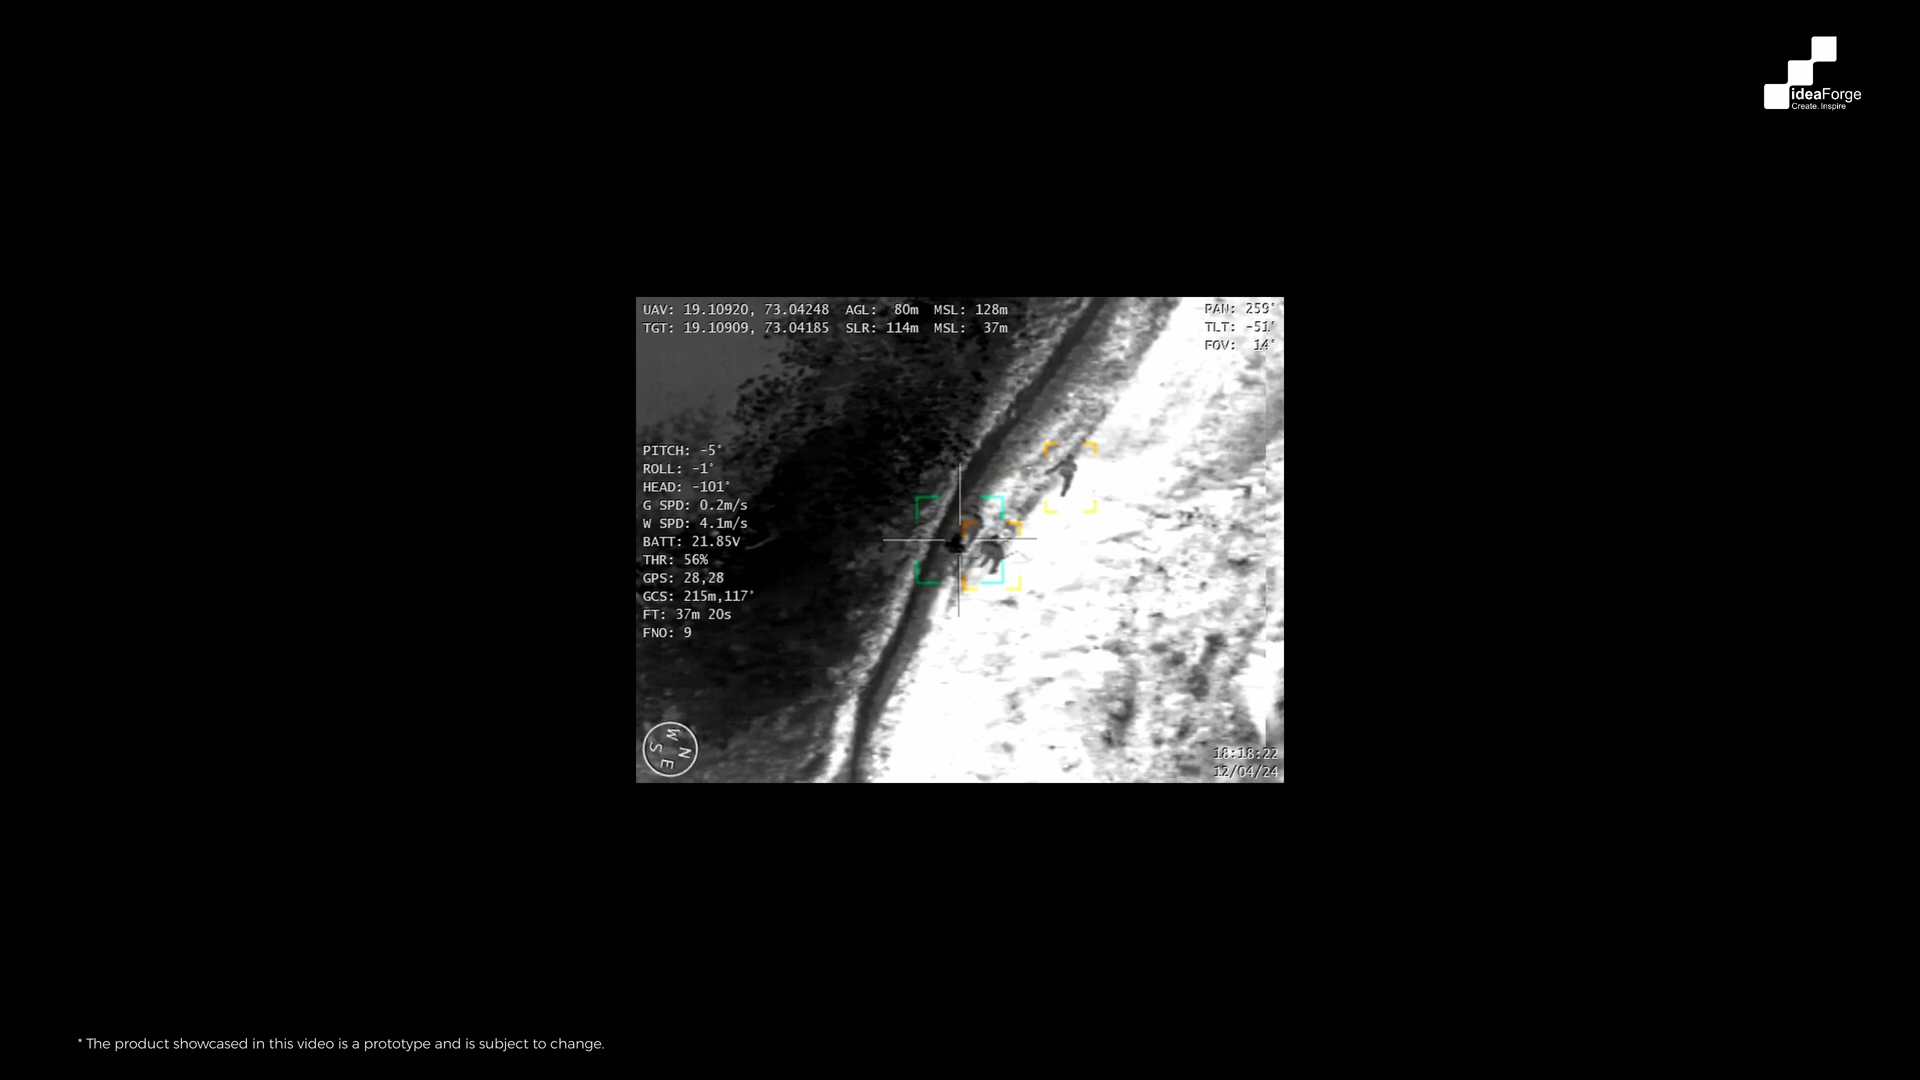 ideaForge
Create. Inspire
UAV: 19.10920, 73.04248 AGL: 80m MSL: 128m
TGT: 19.10909, 73.04185 SLR: 114m MSL: 37m
PAN: 259°
TLT: -51°
FOV: 14°
PITCH: -5°
ROLL: -1°
HEAD: -101°
G SPD: 0.2m/s
W SPD: 4.1m/s
BATT: 21.85V
THR: 56%
GPS: 28,28
GCS: 215m,117°
FT: 37m 20s
FNO: 9
N
E
S
W
18:18:22
12/04/24
* The product showcased in this video is a prototype and is subject to change.